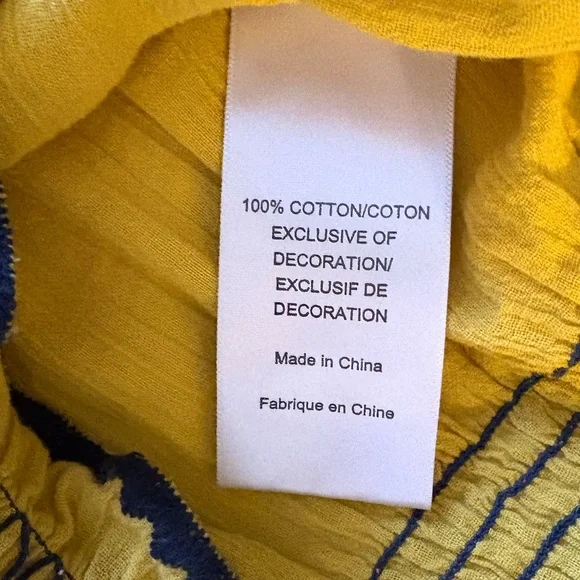 100% COTTON/COTON
EXCLUSIVE OF
DECORATION/
EXCLUSIF DE
DECORATION
Made in China
Fabrique en Chine